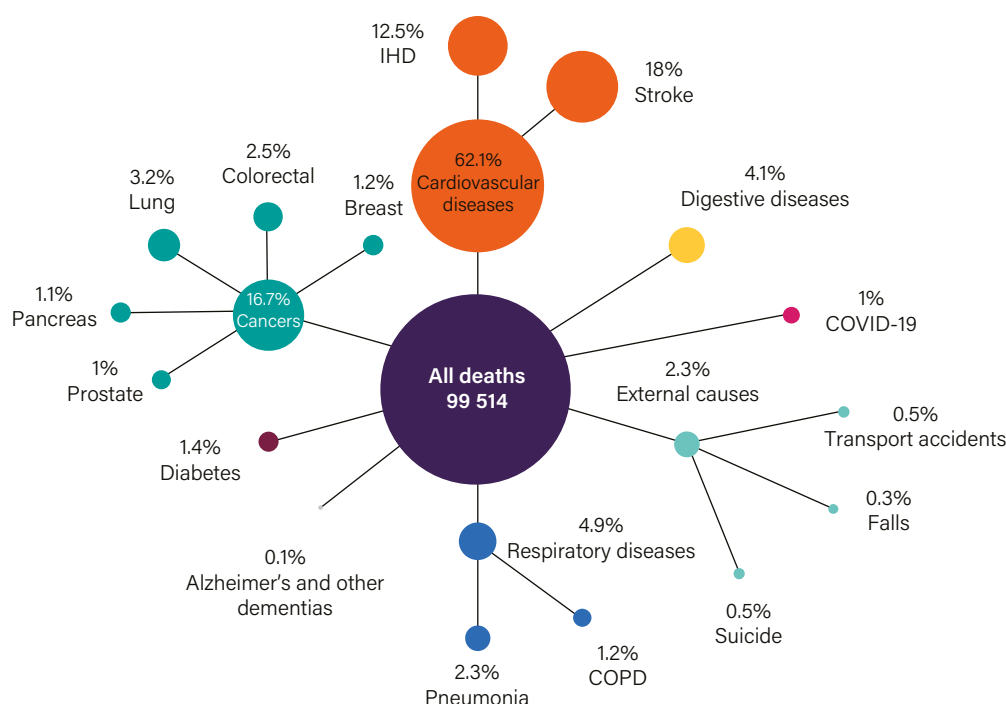 12.5%
IHD
18%
Stroke
62.1%
Cardiovascular
diseases
4.1%
Digestive diseases
2.5%
Colorectal
3.2%
Lung
1.2%
Breast
1.1%
Pancreas
16.7%
Cancers
1%
Prostate
1%
COVID-19
All deaths
99 514
2.3%
External causes
0.5%
Transport accidents
0.3%
Falls
0.5%
Suicide
1.4%
Diabetes
0.1%
Alzheimer's and other
dementias
4.9%
Respiratory diseases
2.3%
Pneumonia
1.2%
COPD